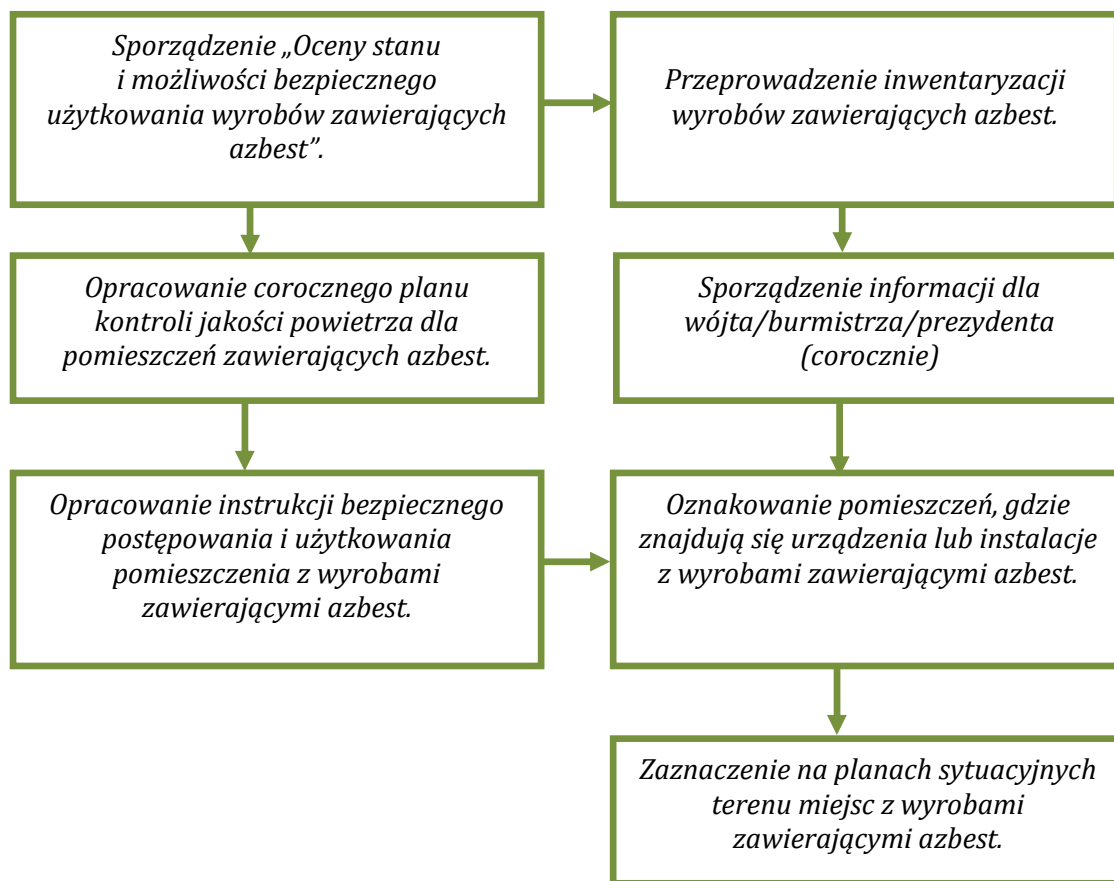 Sporządzenie „Oceny stanu
i możliwości bezpiecznego
użytkowania wyrobów zawierających
azbest”.
Przeprowadzenie inwentaryzacji
wyrobów zawierających azbest.
Opracowanie corocznego planu
kontroli jakości powietrza dla
pomieszczeń zawierających azbest.
Sporządzenie informacji dla
wójta/burmistrza/prezydenta
(corocznie)
Opracowanie instrukcji bezpiecznego
postępowania i użytkowania
pomieszczenia z wyrobami
zawierającymi azbest.
Oznakowanie pomieszczeń, gdzie
znajdują się urządzenia lub instalacje
z wyrobami zawierającymi azbest.
Zaznaczenie na planach sytuacyjnych
terenu miejsc z wyrobami
zawierającymi azbest.